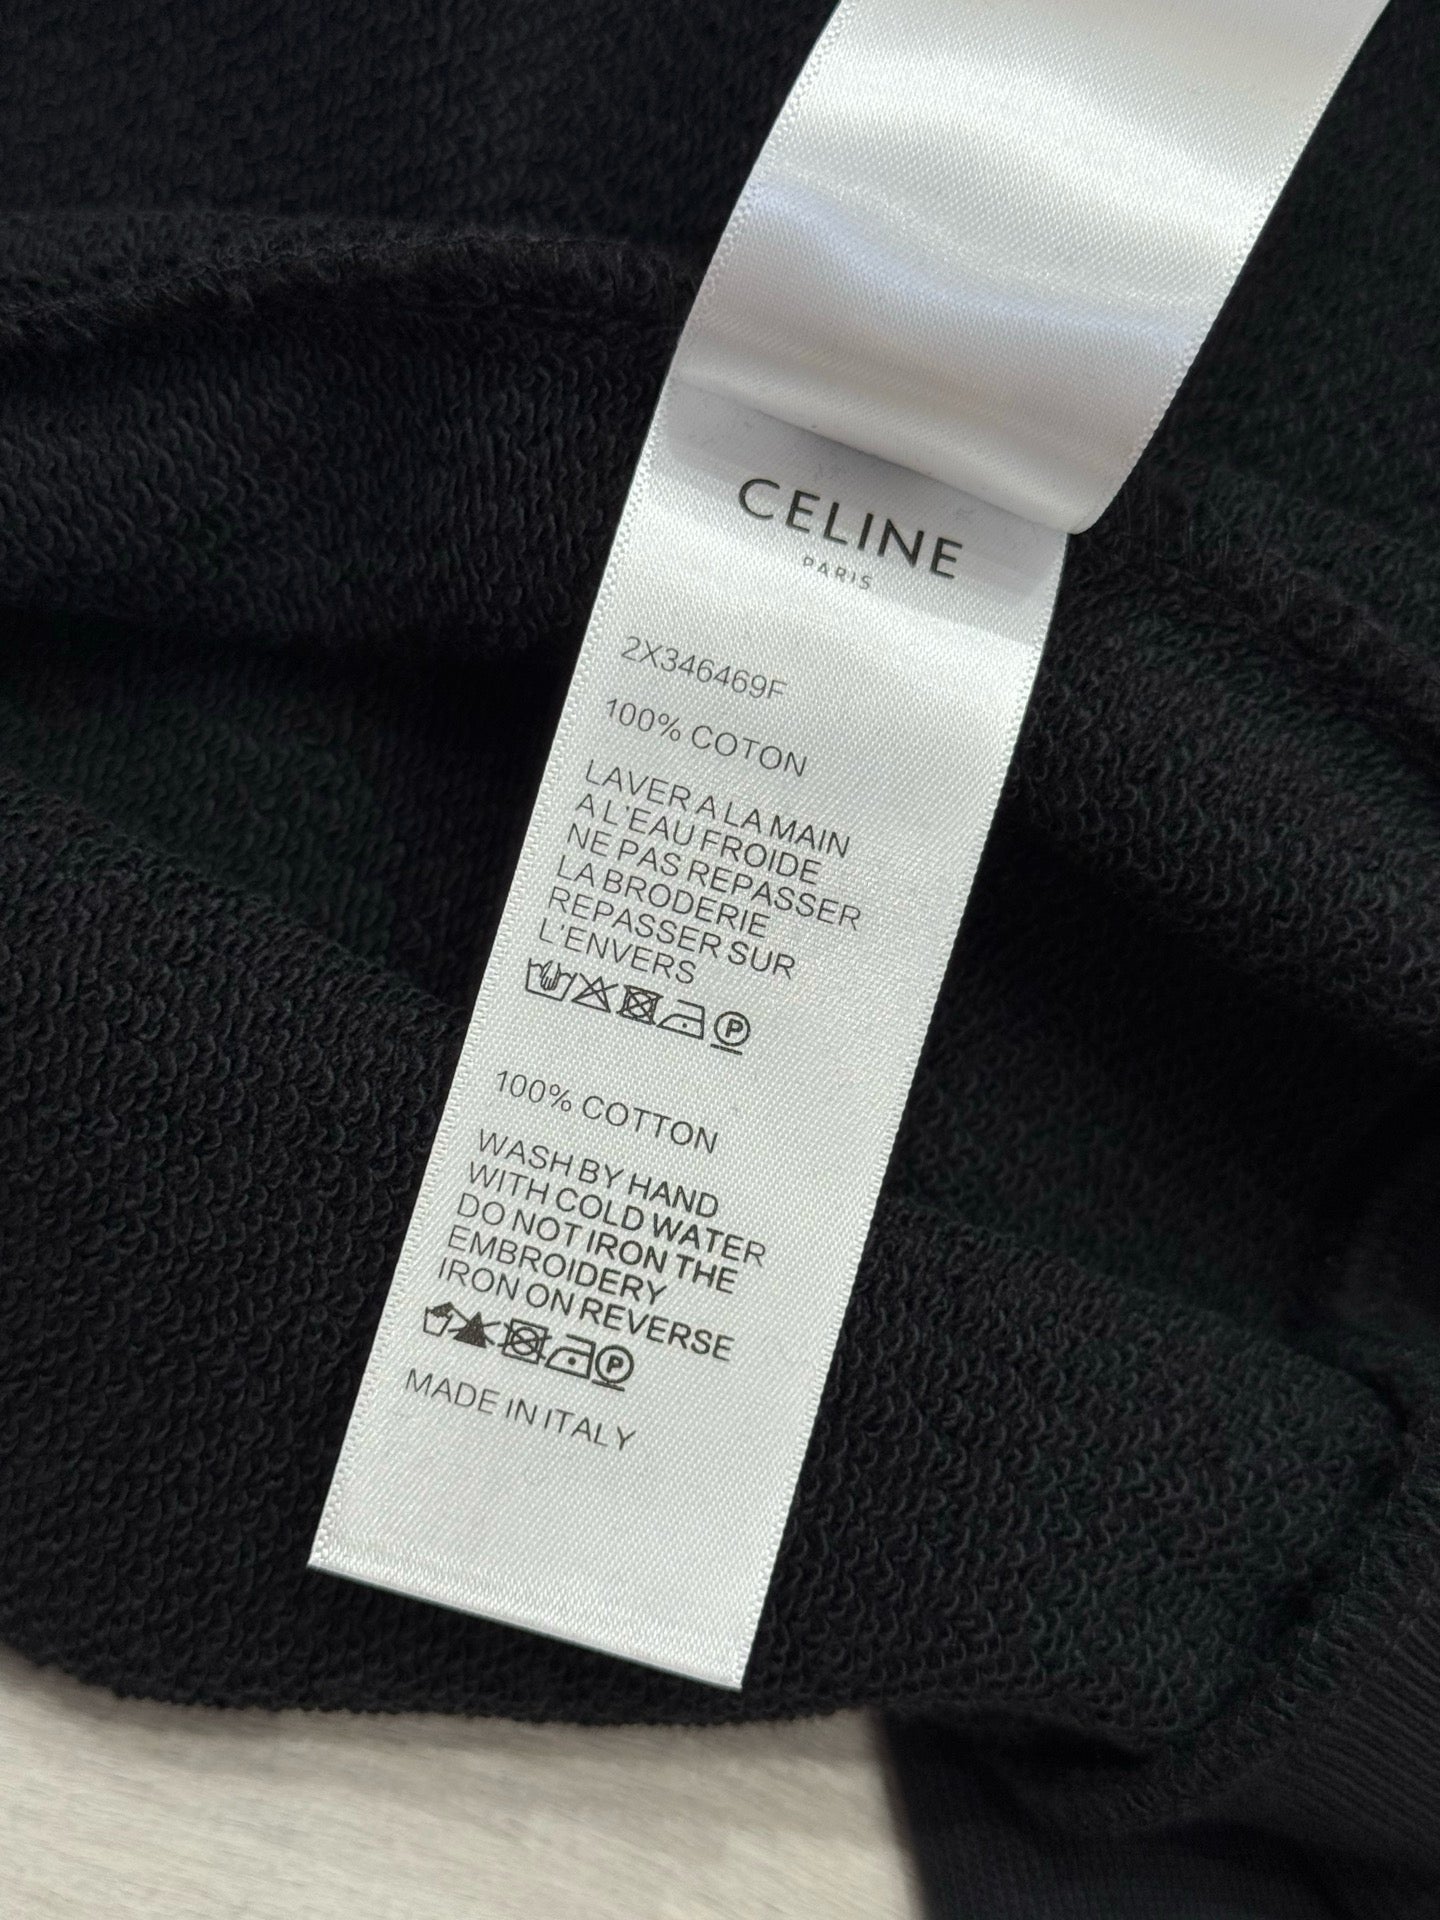 CELINE
PARIS
2X346469F
100% COTON
LAVER A LA MAIN
A L'EAU FROIDE
NE PAS REPASSER
LA BRODERIE
REPASSER SUR
L'ENVERS
P
100% COTTON
WASH BY HAND
WITH COLD WATER
DO NOT IRON THE
EMBROIDERY
IRON ON REVERSE
P
MADE IN ITALY